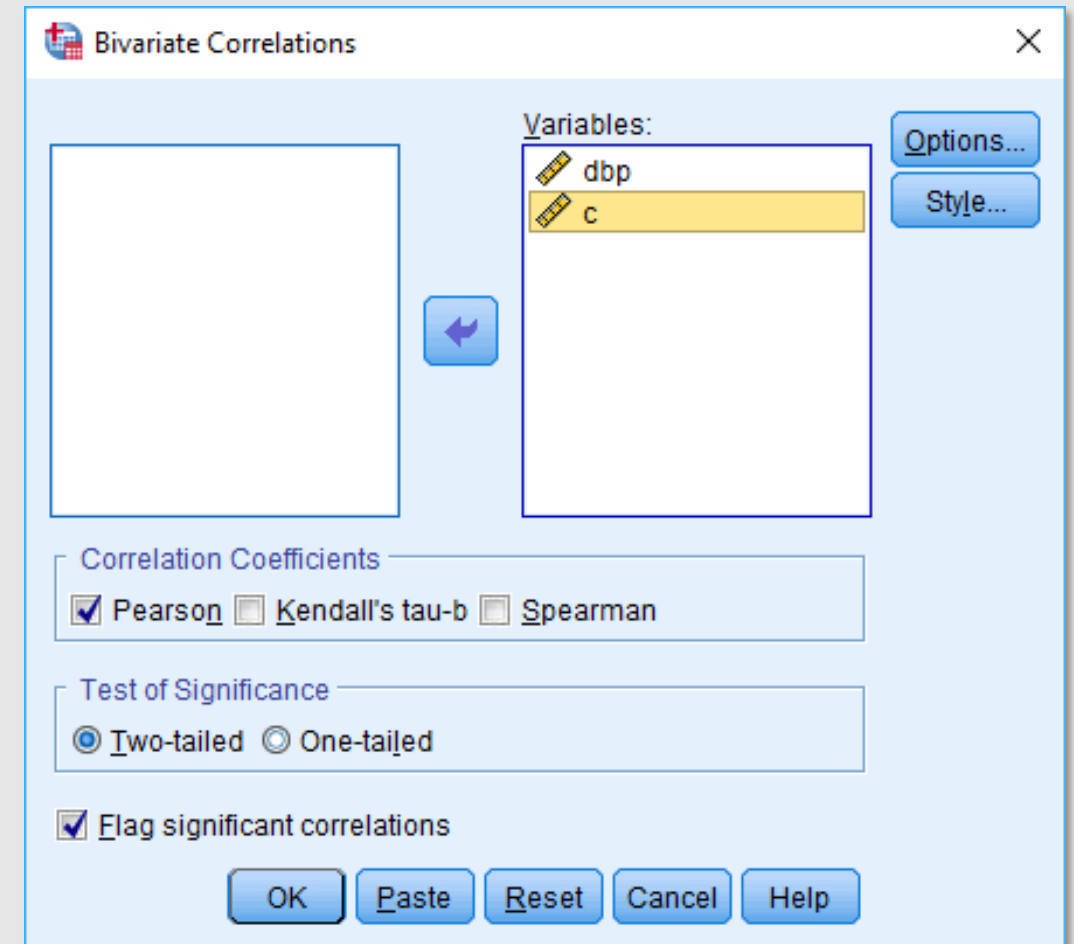 Bivariate Correlations
Variables:
dbp
c
Options...
Style...
Correlation Coefficients
Pearson Kendall's tau-b Spearman
Test of Significance
Two-tailed One-tailed
Flag significant correlations
OK Paste Reset Cancel Help